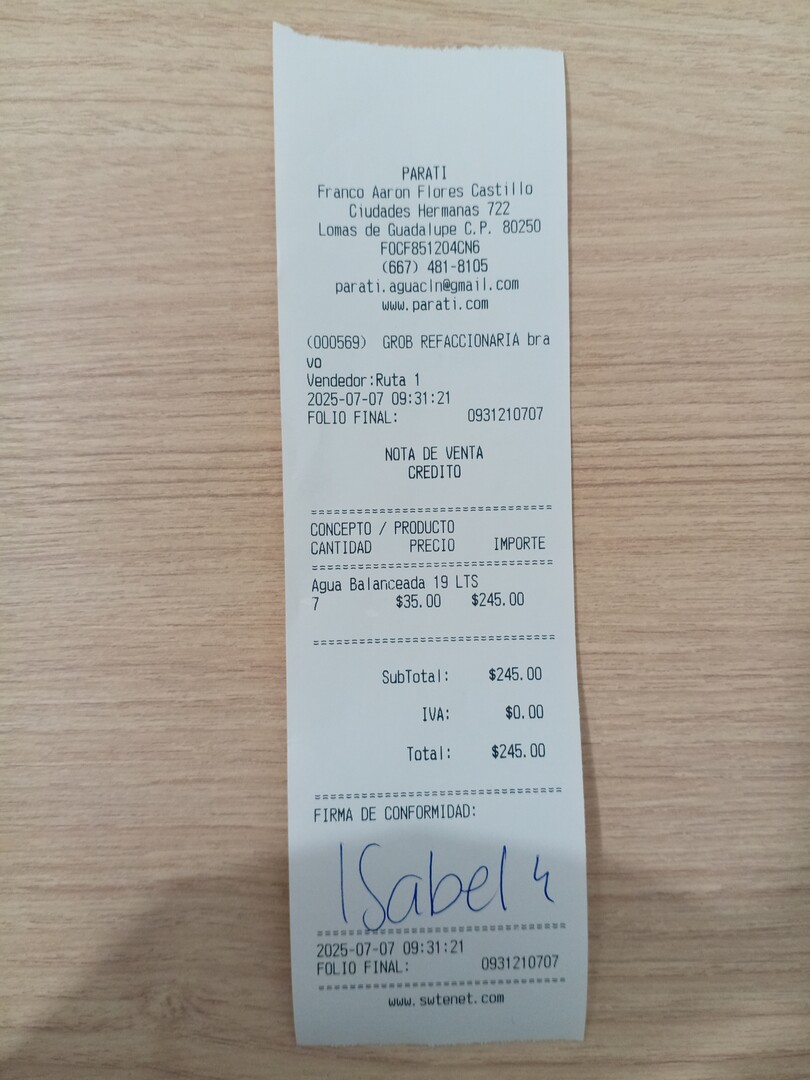 PARATI
Franco Aaron Flores Castillo
Ciudades Hermanas 722
Lomas de Guadalupe C.P. 80250
FOCF851204CN6
(667) 481-8105
parati.aguacln@gmail.com
www.parati.com
(000569) GROB REFACCIONARIA bra
vo
Vendedor:Ruta 1
2025-07-07 09:31:21
FOLIO FINAL: 0931210707
NOTA DE VENTA
CREDITO
================================
CONCEPTO / PRODUCTO
CANTIDAD PRECIO IMPORTE
================================
Agua Balanceada 19 LTS
7 $35.00 $245.00
================================
SubTotal: $245.00
IVA: $0.00
Total: $245.00
================================
FIRMA DE CONFORMIDAD:
Isabel
================================
2025-07-07 09:31:21
FOLIO FINAL: 0931210707
================================
www.swtenet.com